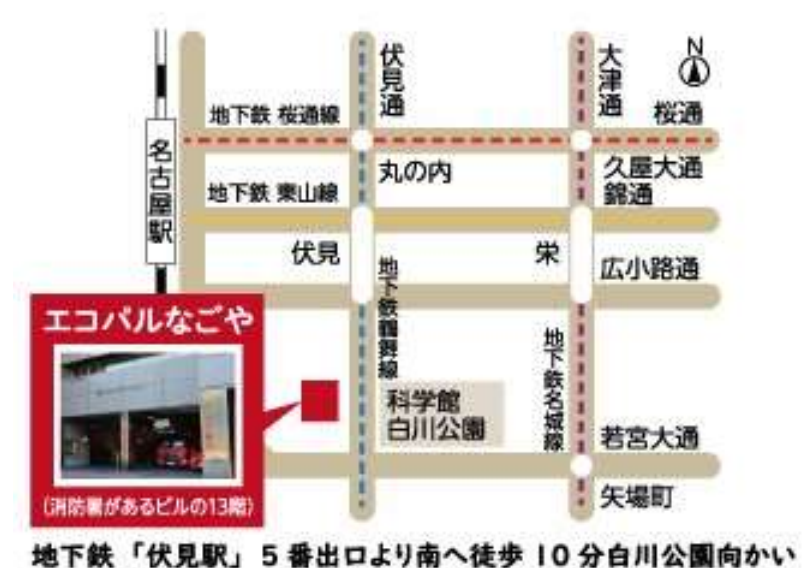 伏見通
大津通
N
地下鉄 桜通線
桜通
名古屋駅
丸の内
久屋大通
地下鉄 東山線
錦通
伏見
栄
広小路通
地下鉄鶴舞線
地下鉄名城線
エコパルなごや
科学館
白川公園
若宮大通
(消防署があるビルの13階)
矢場町
地下鉄「伏見駅」5番出口より南へ徒歩10分白川公園向かい